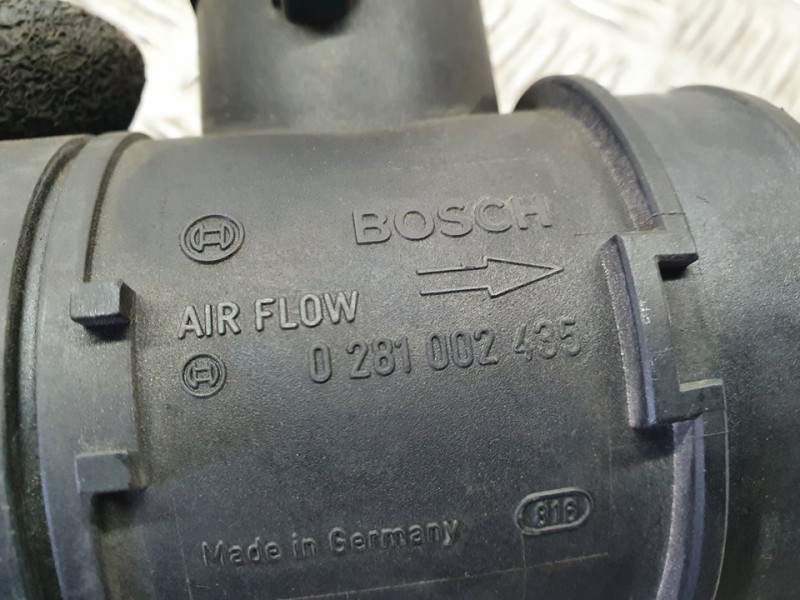 BOSCH
AIR FLOW
0 281 002 435
816
Made in Germany